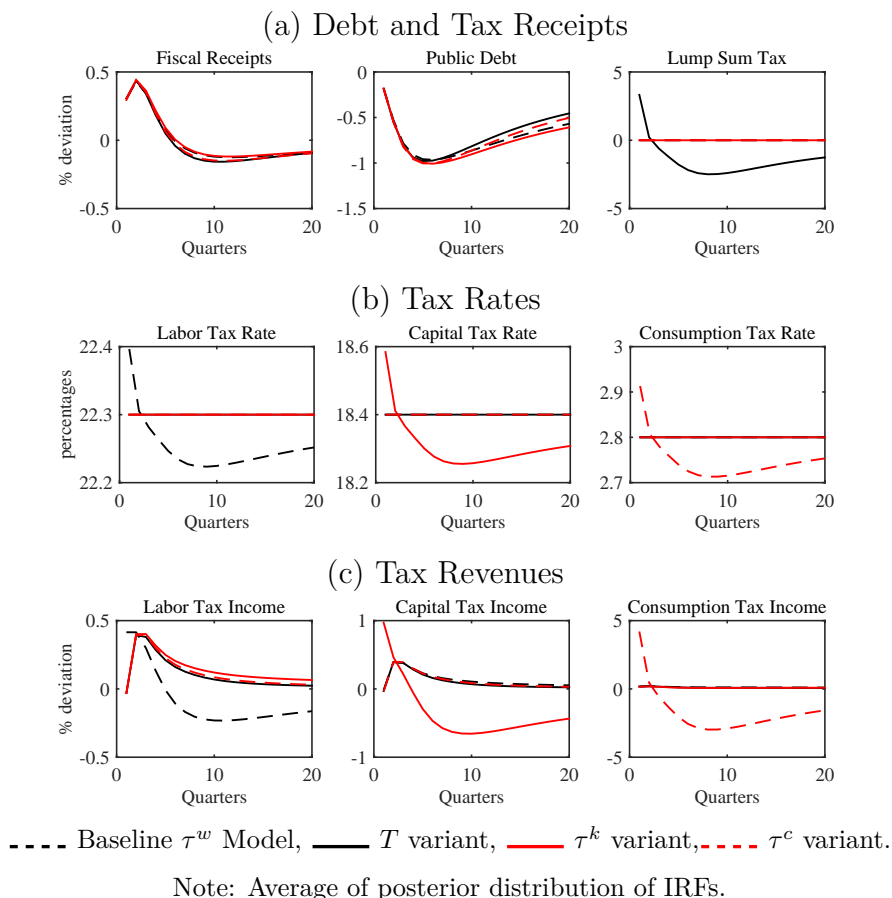 (a) Debt and Tax Receipts
Fiscal Receipts
Public Debt
Lump Sum Tax
% deviation
0.5
0
-0.5
0
-0.5
-1
-1.5
5
0
-5
0 10 20
0 10 20
0 10 20
Quarters
Quarters
Quarters
(b) Tax Rates
Labor Tax Rate
Capital Tax Rate
Consumption Tax Rate
percentages
22.4
22.3
22.2
18.6
18.4
18.2
3
2.9
2.8
2.7
0 10 20
0 10 20
0 10 20
Quarters
Quarters
Quarters
(c) Tax Revenues
Labor Tax Income
Capital Tax Income
Consumption Tax Income
% deviation
0.5
0
-0.5
1
0
-1
5
0
-5
0 10 20
0 10 20
0 10 20
Quarters
Quarters
Quarters
Baseline τ^w Model, T variant, τ^k variant, τ^c variant.
Note: Average of posterior distribution of IRFs.